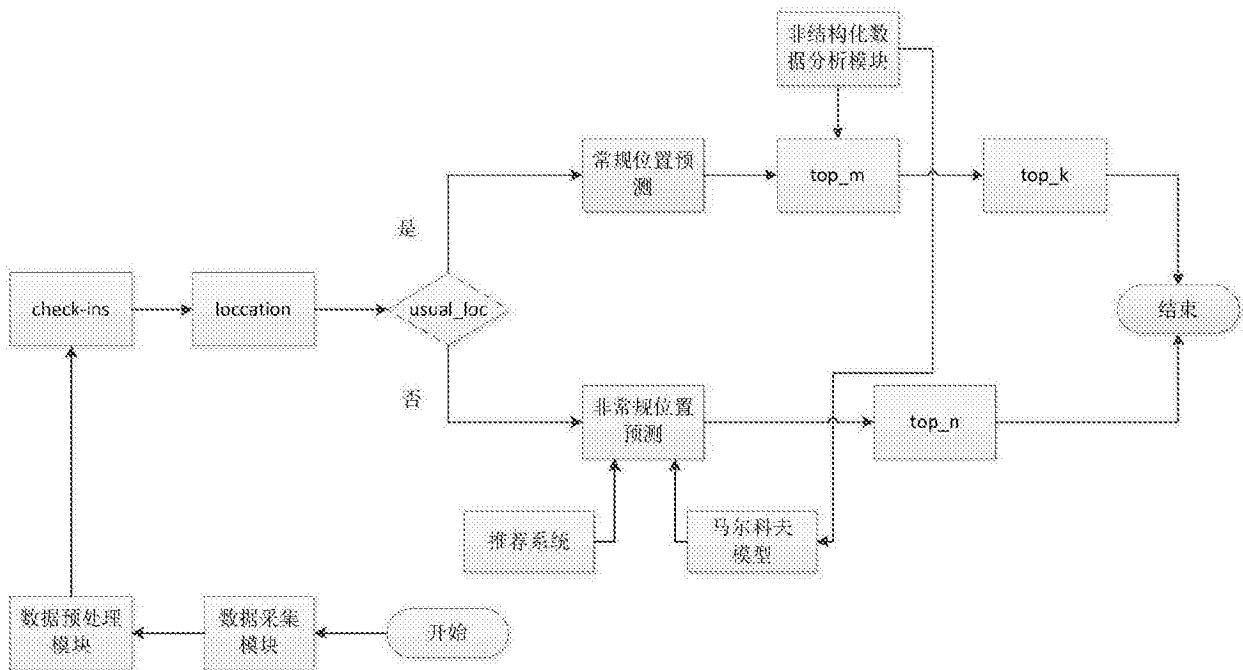 非结构化数
据分析模块
常规位置预
测
top_m
top_k
是
check-ins
loccation
usual_loc
结束
否
非常规位置
预测
top_n
推荐系统
马尔科夫
模型
数据预处理
模块
数据采集
模块
开始